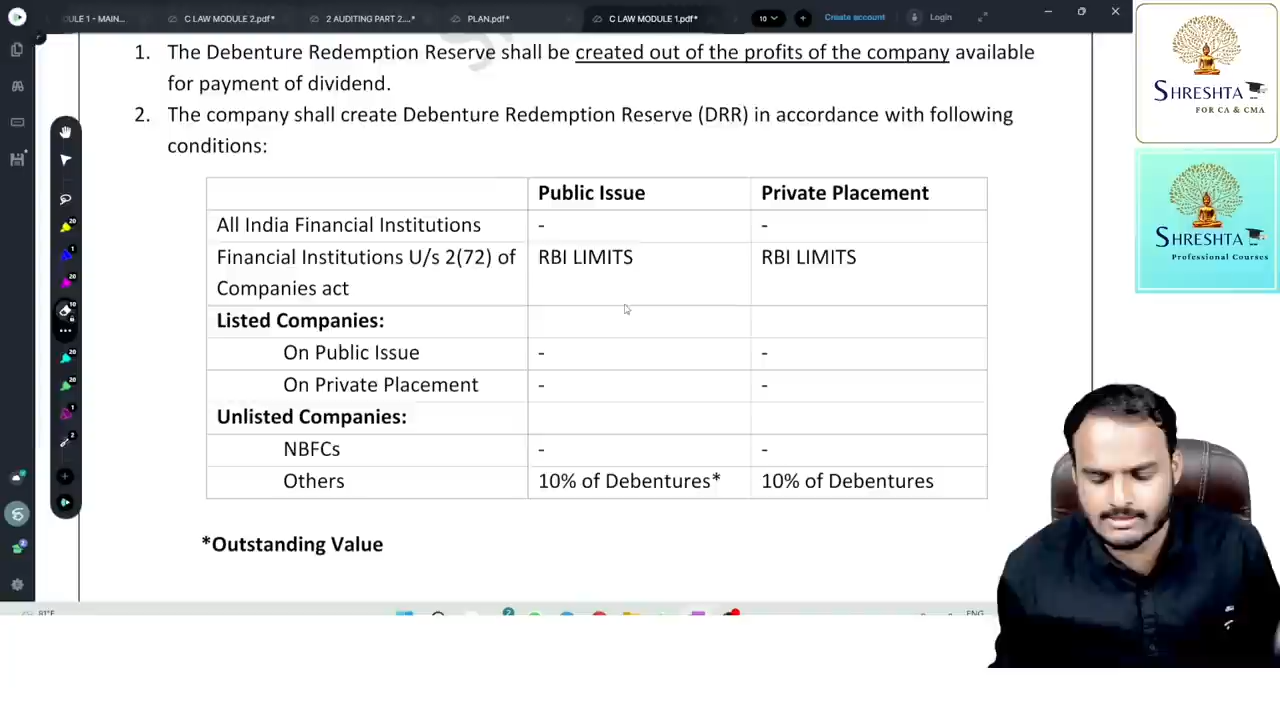 ULE 1 - MAIN...
C LAW MODULE 2.pdf*
2 AUDITING PART 2....*
PLAN.pdf*
C LAW MODULE 1.pdf*
10
Create account
Login
1. The Debenture Redemption Reserve shall be created out of the profits of the company available
for payment of dividend.
2. The company shall create Debenture Redemption Reserve (DRR) in accordance with following
conditions:
Public Issue Private Placement
All India Financial Institutions - -
Financial Institutions U/s 2(72) of RBI LIMITS RBI LIMITS
Companies act
Listed Companies:
On Public Issue - -
On Private Placement - -
Unlisted Companies:
NBFCs - -
Others 10% of Debentures* 10% of Debentures
*Outstanding Value
ENG
SHRESHTA
FOR CA & CMA
SHRESHTA
Professional Courses